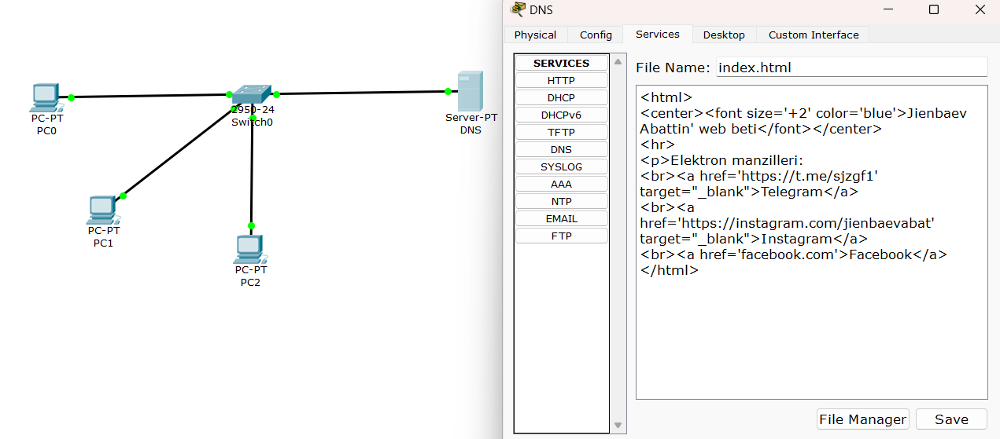 DNS
Physical
Config
Services
Desktop
Custom Interface
SERVICES
HTTP
DHCP
DHCPv6
TFTP
DNS
SYSLOG
AAA
NTP
EMAIL
FTP
File Name: index.html
<html>
<center><font size='+2' color='blue'>Jienbaev
Abattin' web beti</font></center>
<hr>
<p>Elektron manzilleri:
<br><a href='https://t.me/sjzgf1'
target="_blank">Telegram</a>
<br><a
href='https://instagram.com/jienbaevabat'
target="_blank">Instagram</a>
<br><a href='facebook.com'>Facebook</a>
</html>
File Manager
Save
PC-PT
PC0
2950-24
Switch0
Server-PT
DNS
PC-PT
PC1
PC-PT
PC2